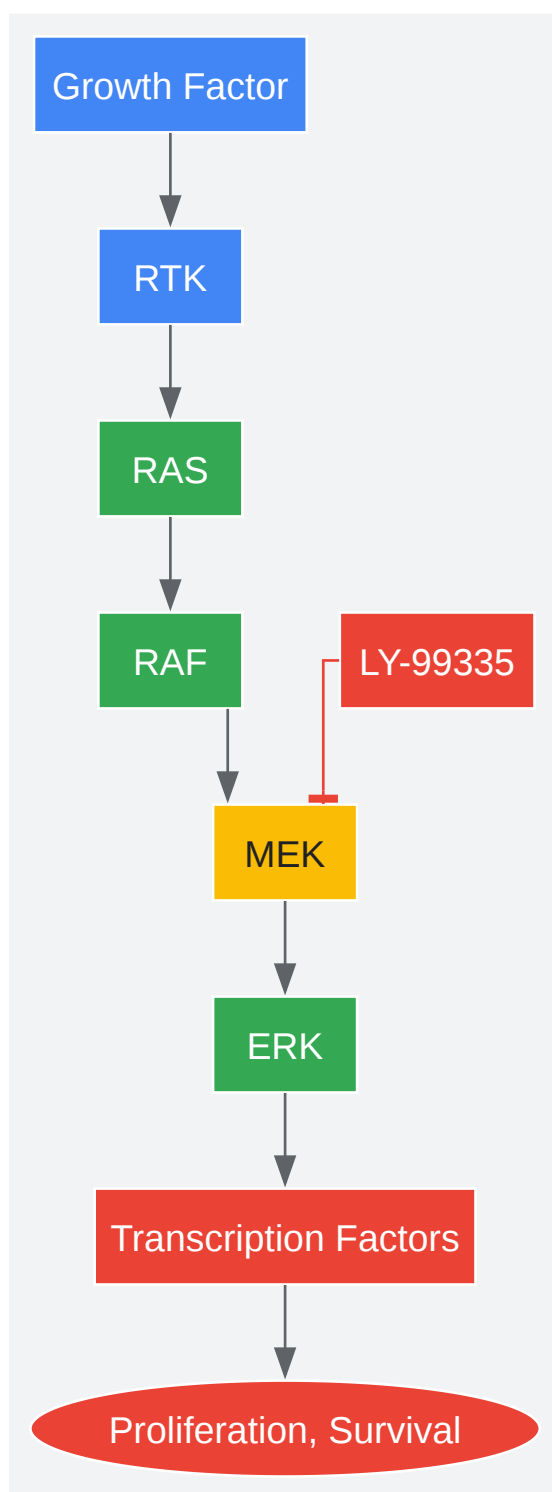 Growth Factor
RTK
RAS
RAF
LY-99335
MEK
ERK
Transcription Factors
Proliferation, Survival